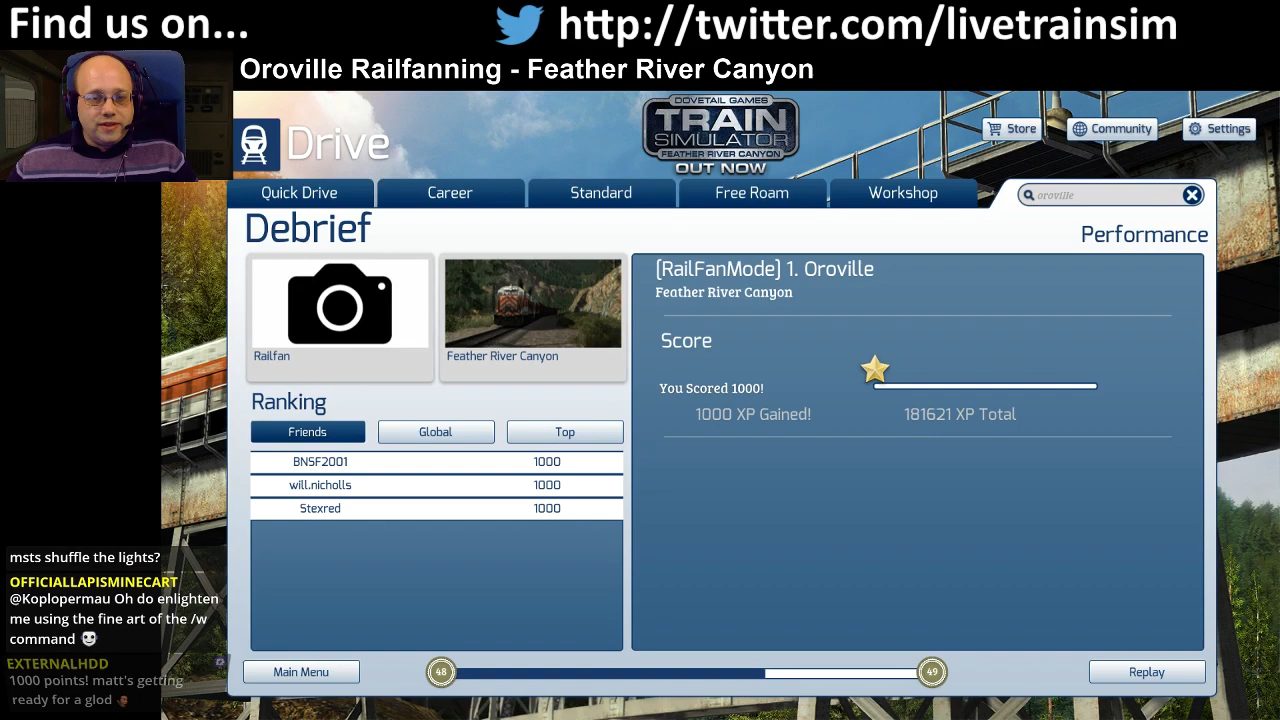 Find us on...
http://twitter.com/livetrainsim
Oroville Railfanning - Feather River Canyon
Drive
DOVETAIL GAMES
TRAIN
SIMULATOR
FEATHER RIVER CANYON
OUT NOW
Store
Community
Settings
Quick Drive
Career
Standard
Free Roam
Workshop
oroville
Debrief
Performance
Railfan
Feather River Canyon
[RailFanMode] 1. Oroville
Feather River Canyon
Score
You Scored 1000!
1000 XP Gained!
181621 XP Total
Ranking
Friends
Global
Top
BNSF2001 1000
will.nicholls 1000
Stexred 1000
msts shuffle the lights?
OFFICIALLAPISMINECART
@Koplopermau Oh do enlighten
me using the fine art of the /w
command
EXTERNALHDD
1000 points! matt's getting
ready for a glod
Main Menu
48
49
Replay